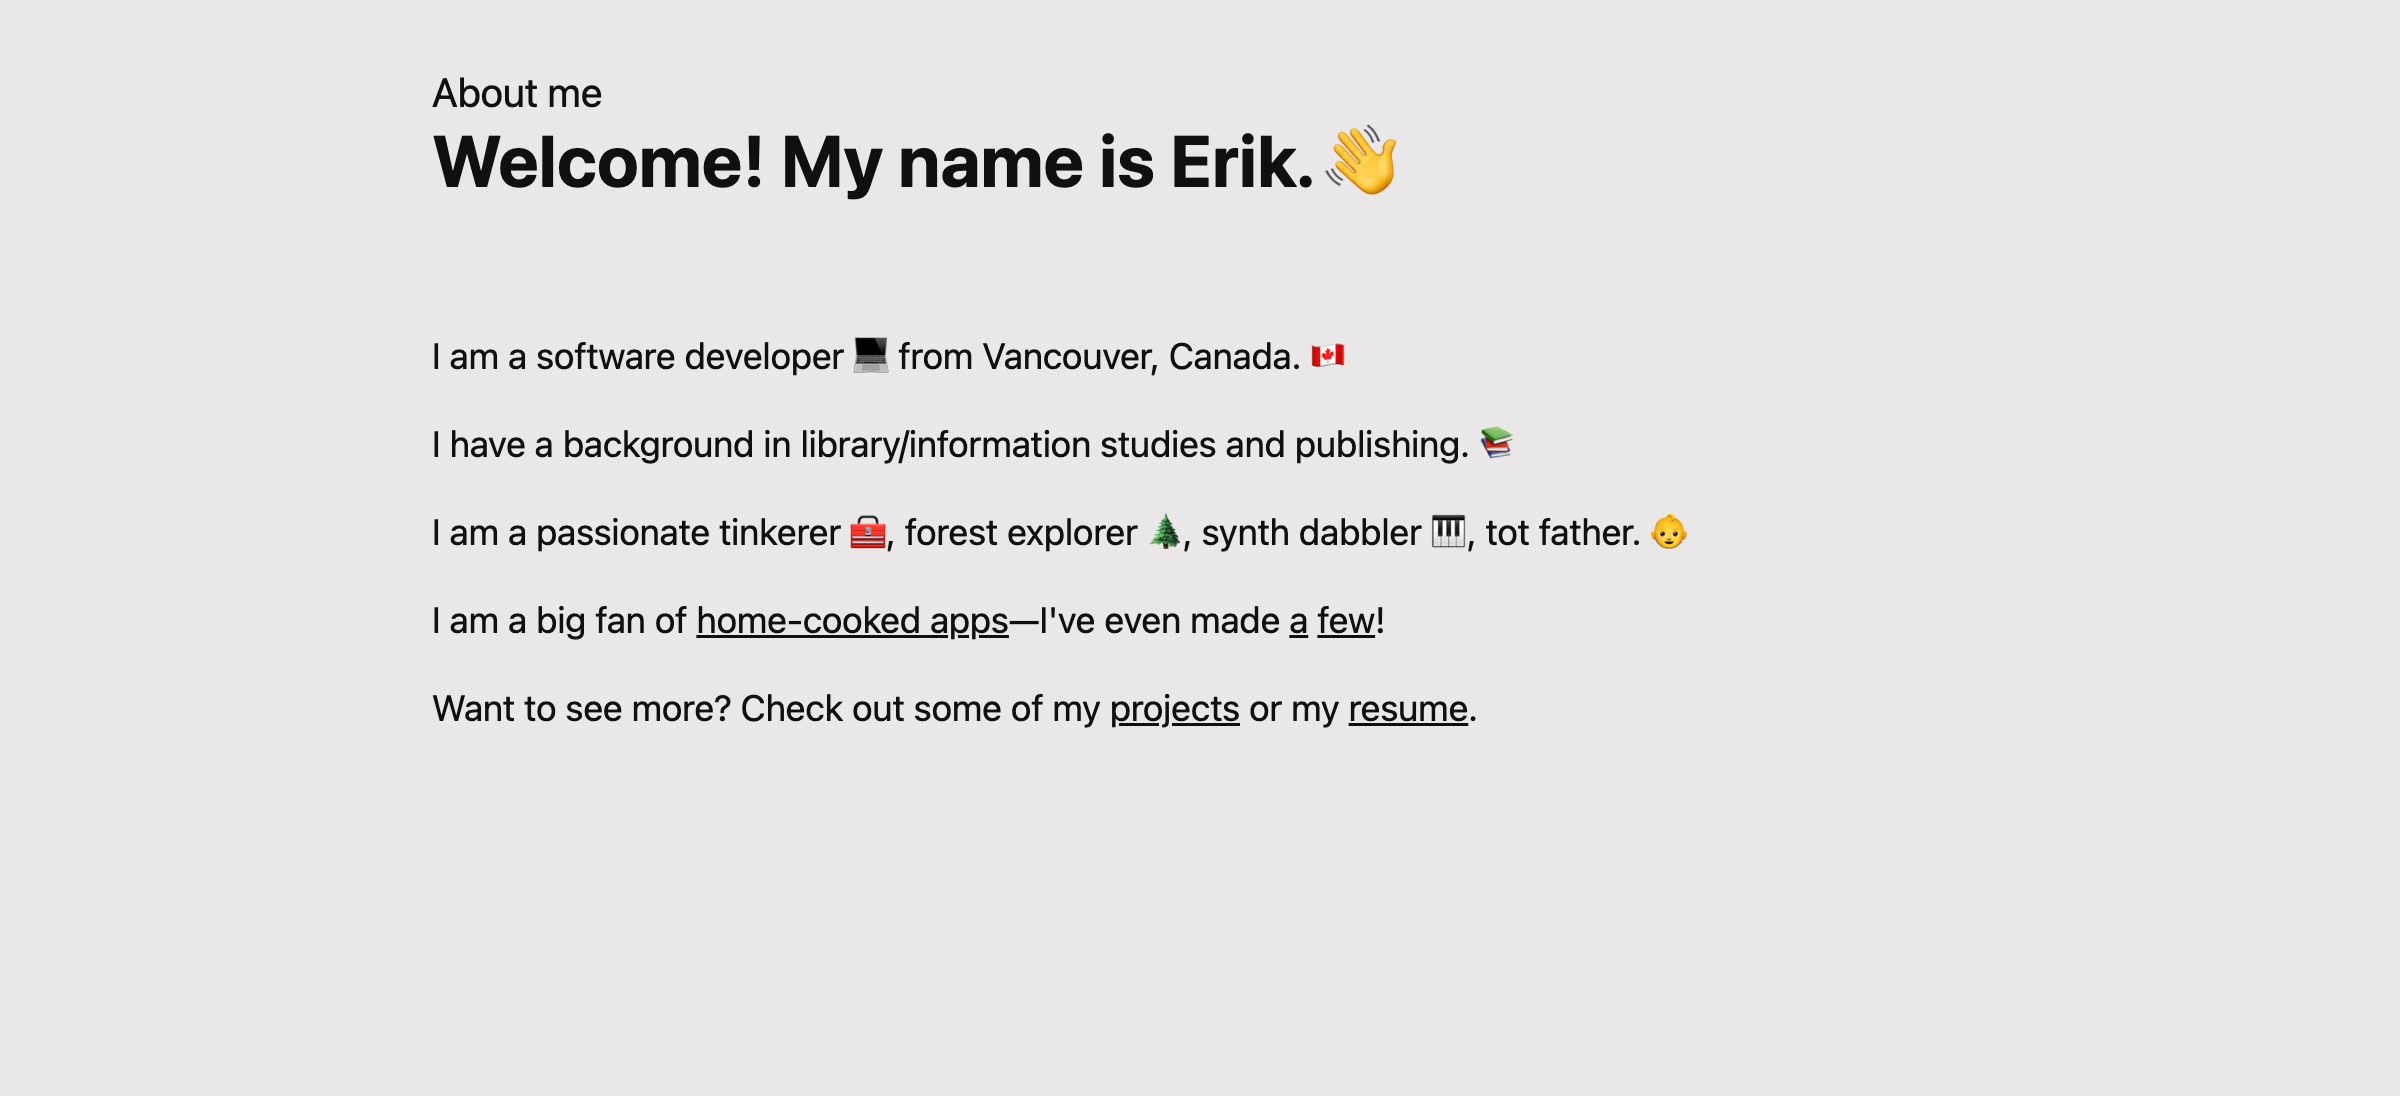 About me
Welcome! My name is Erik. 👋
I am a software developer 💻 from Vancouver, Canada. 🇨🇦
I have a background in library/information studies and publishing. 📚
I am a passionate tinkerer 🧰, forest explorer 🌲, synth dabbler 🎹, tot father. 👶
I am a big fan of home-cooked apps—I've even made a few!
Want to see more? Check out some of my projects or my resume.